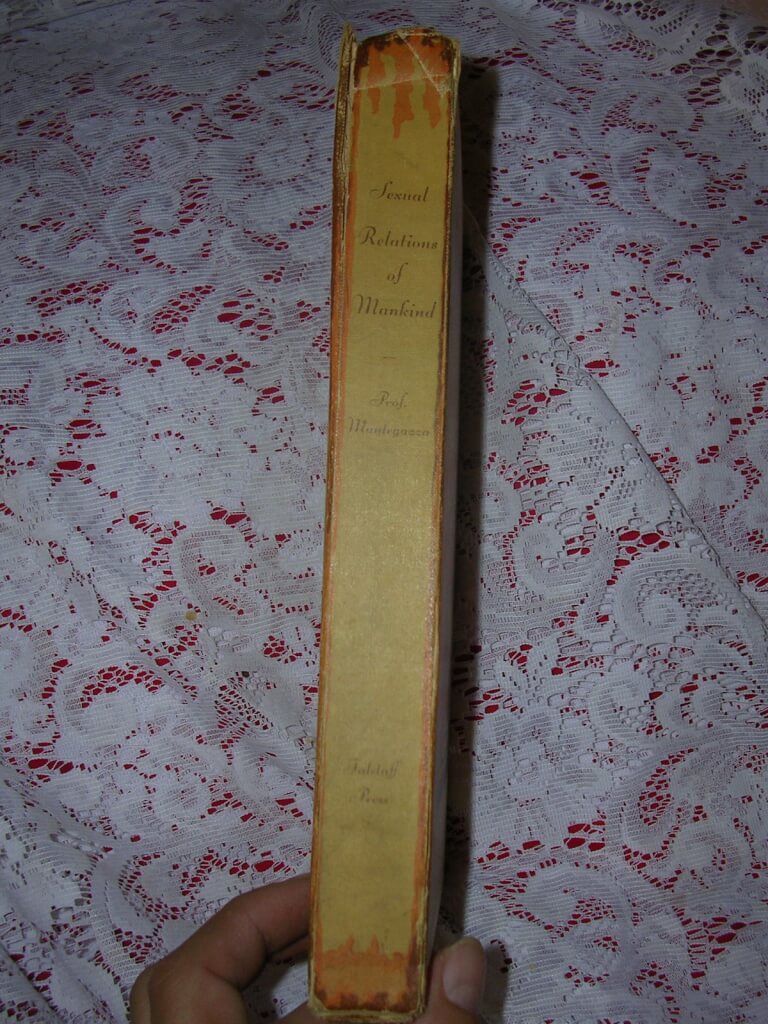 Sexual
Relations
of
Mankind
Prof.
Mantegazza
Falstaff
Press